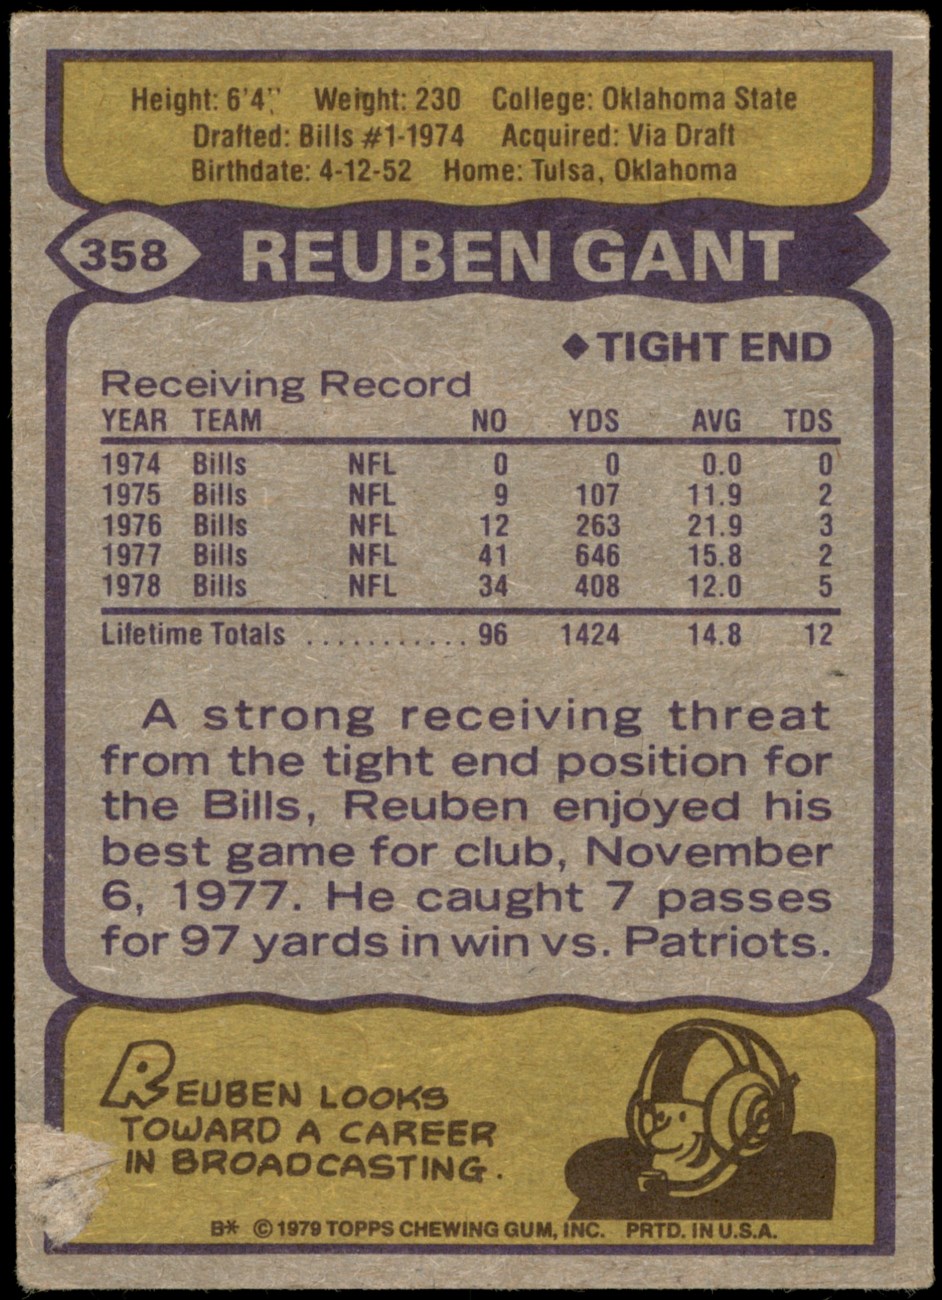 Height: 6'4" Weight: 230 College: Oklahoma State
Drafted: Bills #1-1974 Acquired: Via Draft
Birthdate: 4-12-52 Home: Tulsa, Oklahoma
358 REUBEN GANT
◆ TIGHT END
Receiving Record
YEAR TEAM NO YDS AVG TDS
1974 Bills NFL 0 0 0.0 0
1975 Bills NFL 9 107 11.9 2
1976 Bills NFL 12 263 21.9 3
1977 Bills NFL 41 646 15.8 2
1978 Bills NFL 34 408 12.0 5
Lifetime Totals ........... 96 1424 14.8 12
A strong receiving threat
from the tight end position for
the Bills, Reuben enjoyed his
best game for club, November
6, 1977. He caught 7 passes
for 97 yards in win vs. Patriots.
REUBEN LOOKS
TOWARD A CAREER
IN BROADCASTING.
B* © 1979 TOPPS CHEWING GUM, INC. PRTD. IN U.S.A.